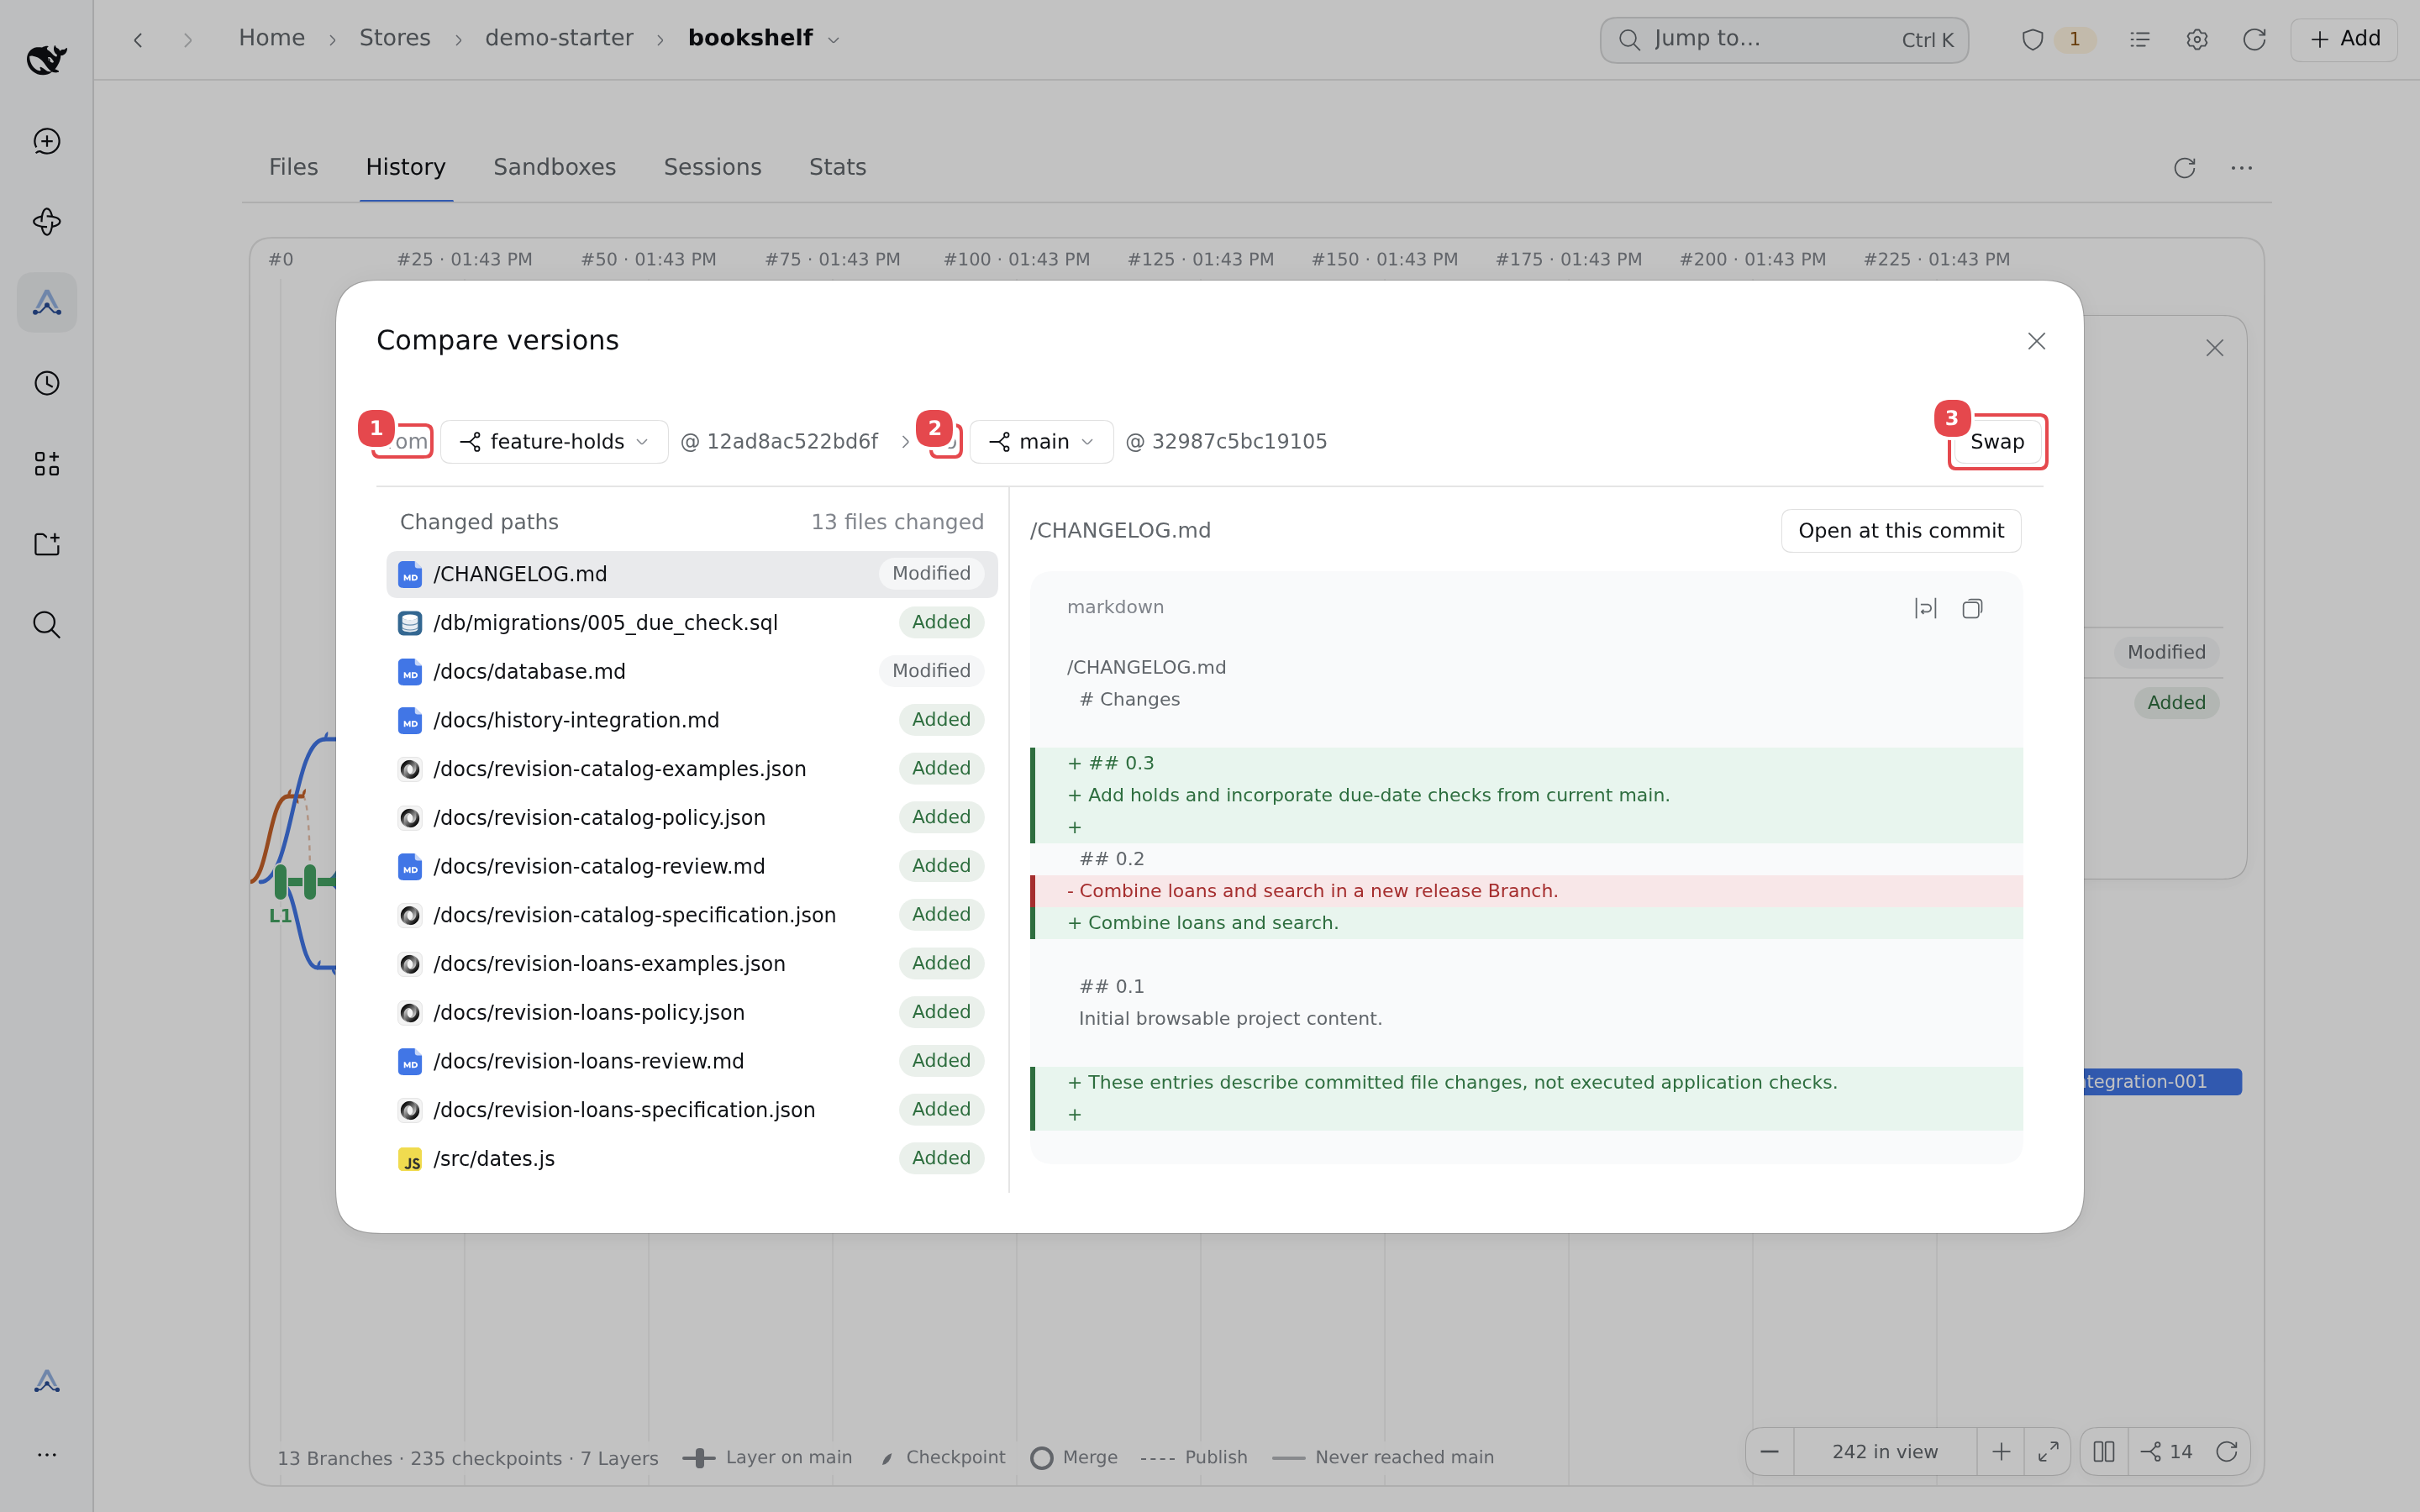 Home > Stores > demo-starter > bookshelf
Jump to... Ctrl K
1
Add
Files History Sandboxes Sessions Stats
#0 #25 · 01:43 PM #50 · 01:43 PM #75 · 01:43 PM #100 · 01:43 PM #125 · 01:43 PM #150 · 01:43 PM #175 · 01:43 PM #200 · 01:43 PM #225 · 01:43 PM
Compare versions
1 om feature-holds @ 12ad8ac522bd6f > 2 main @ 32987c5bc19105 3 Swap
Changed paths 13 files changed
/CHANGELOG.md Modified
/db/migrations/005_due_check.sql Added
/docs/database.md Modified
/docs/history-integration.md Added
/docs/revision-catalog-examples.json Added
/docs/revision-catalog-policy.json Added
/docs/revision-catalog-review.md Added
/docs/revision-catalog-specification.json Added
/docs/revision-loans-examples.json Added
/docs/revision-loans-policy.json Added
/docs/revision-loans-review.md Added
/docs/revision-loans-specification.json Added
/src/dates.js Added
/CHANGELOG.md Open at this commit
markdown
/CHANGELOG.md
# Changes
+ ## 0.3
+ Add holds and incorporate due-date checks from current main.
+
## 0.2
- Combine loans and search in a new release Branch.
+ Combine loans and search.
## 0.1
Initial browsable project content.
+ These entries describe committed file changes, not executed application checks.
+
Modified
Added
L1
ntegration-001
13 Branches · 235 checkpoints · 7 Layers Layer on main Checkpoint Merge Publish Never reached main
242 in view 14